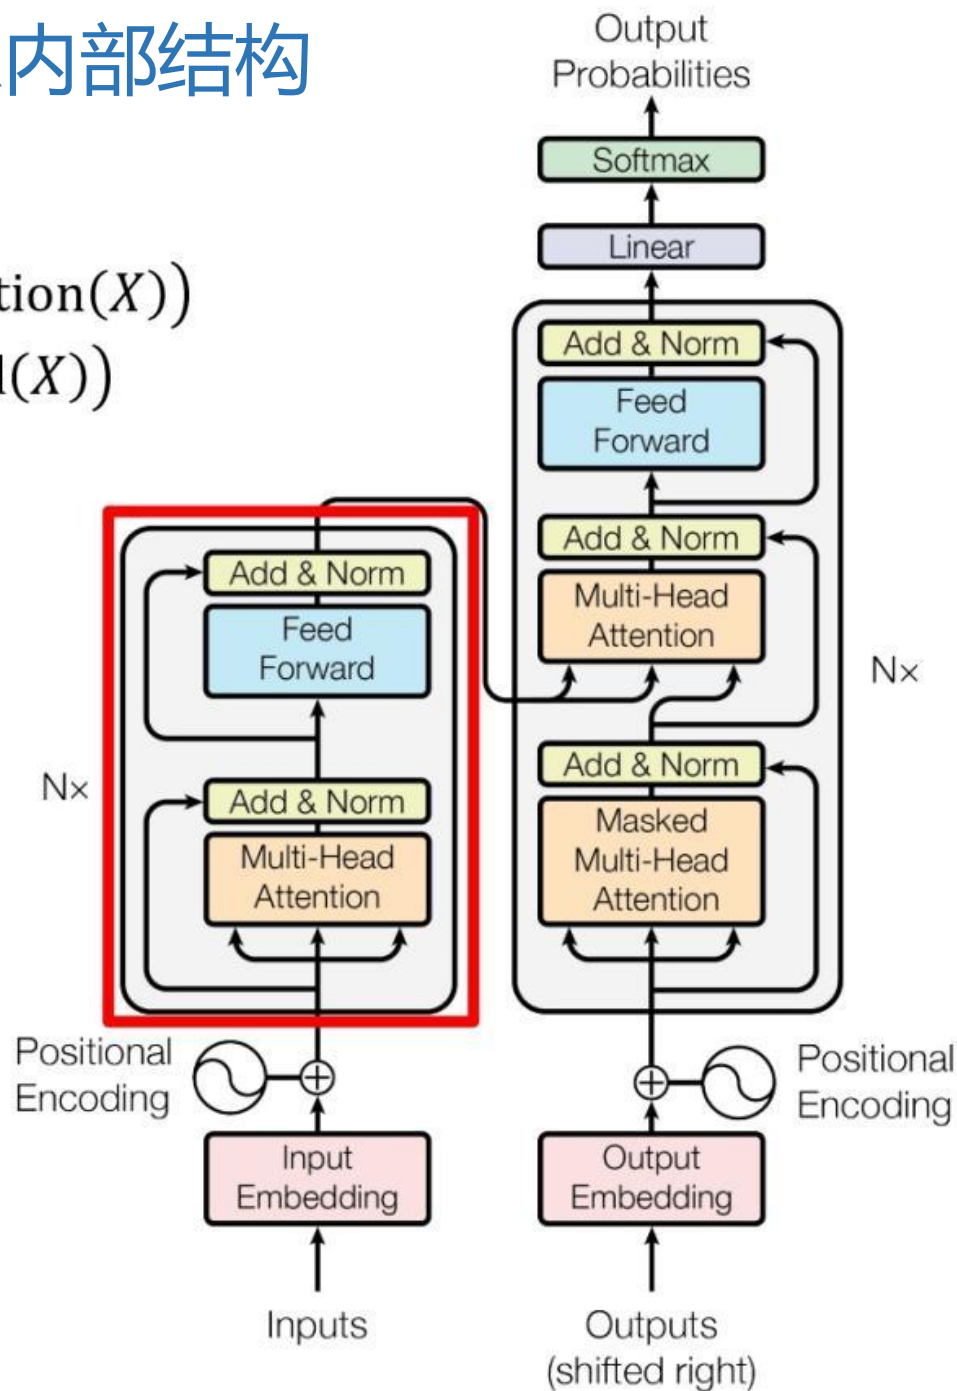 内部结构
tion(X))
l(X))
Output
Probabilities
Softmax
Linear
Add & Norm
Feed
Forward
Add & Norm
Multi-Head
Attention
N×
Add & Norm
Masked
Multi-Head
Attention
Add & Norm
Feed
Forward
N×
Add & Norm
Multi-Head
Attention
Positional
Encoding
Positional
Encoding
Input
Embedding
Output
Embedding
Inputs
Outputs
(shifted right)